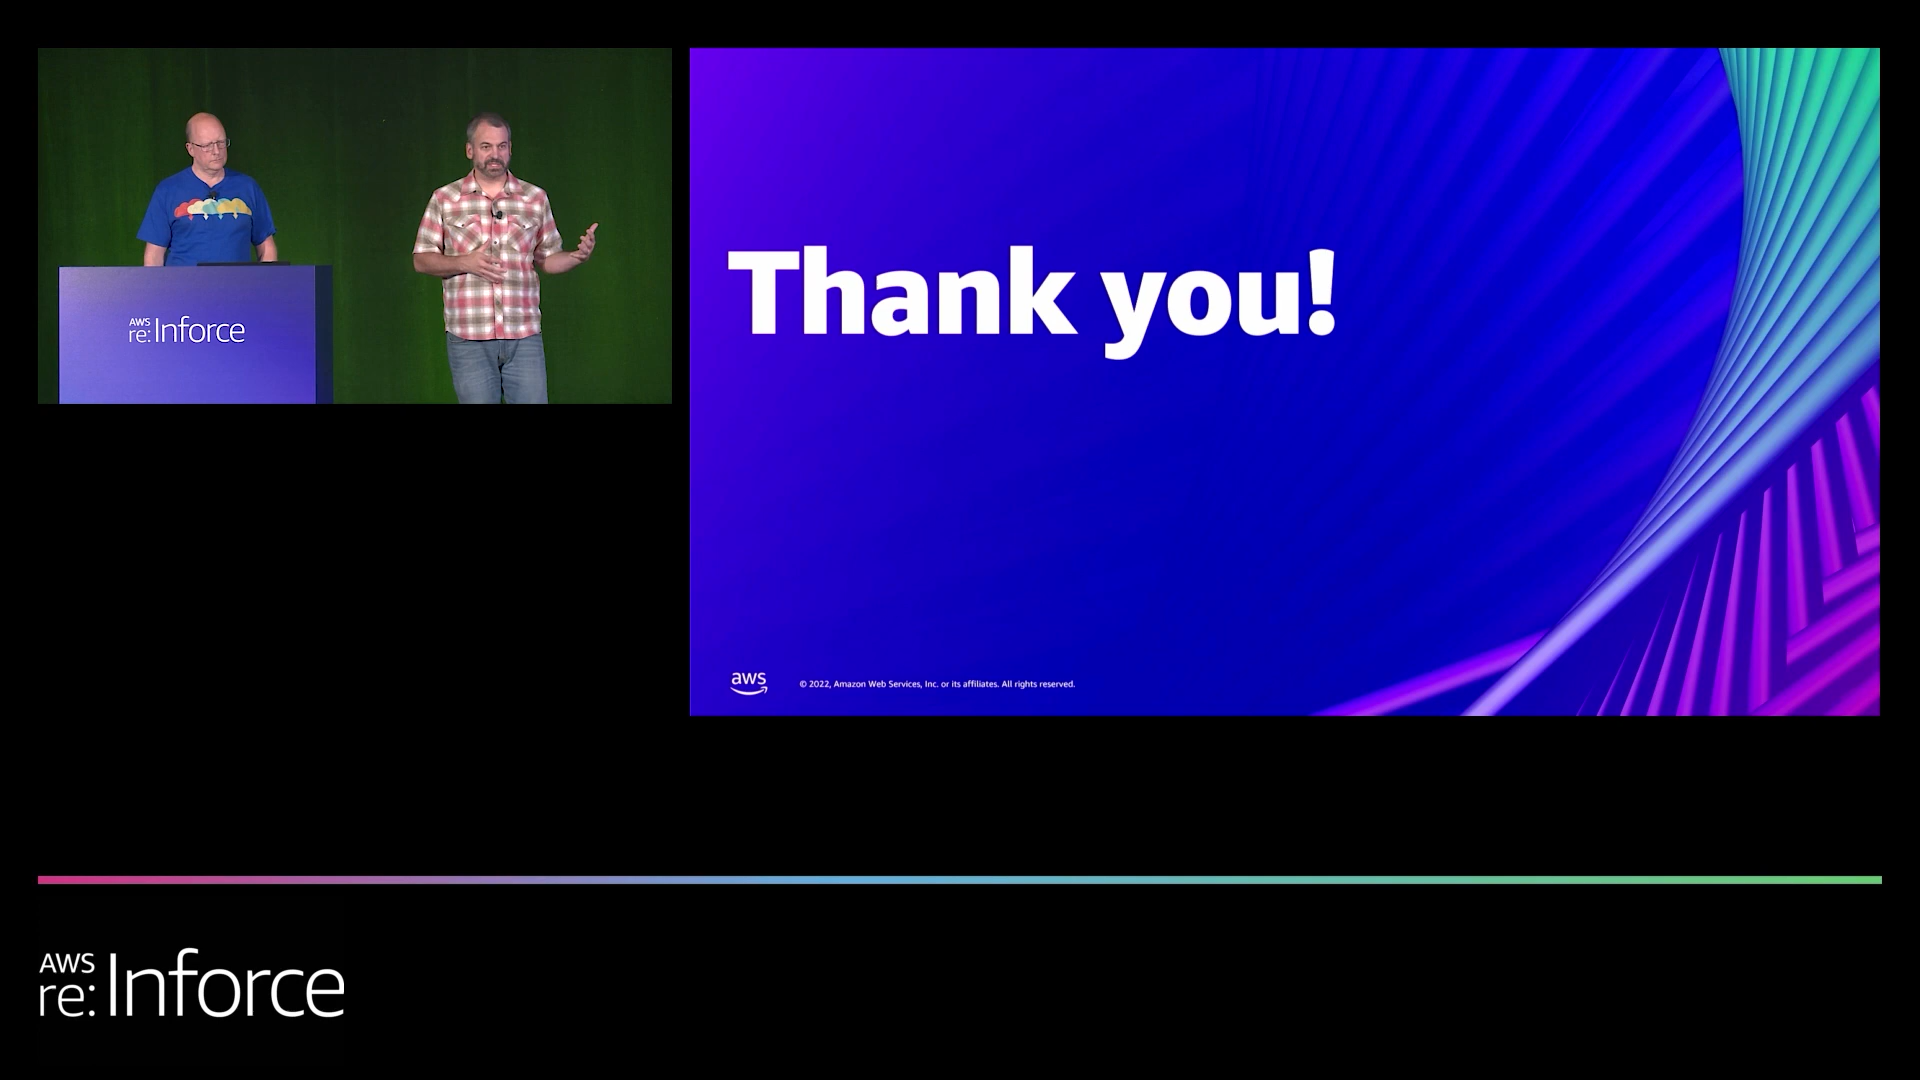 AWS
re:Inforce
Thank you!
aws
© 2022, Amazon Web Services, Inc. or its affiliates. All rights reserved.
AWS
re:Inforce